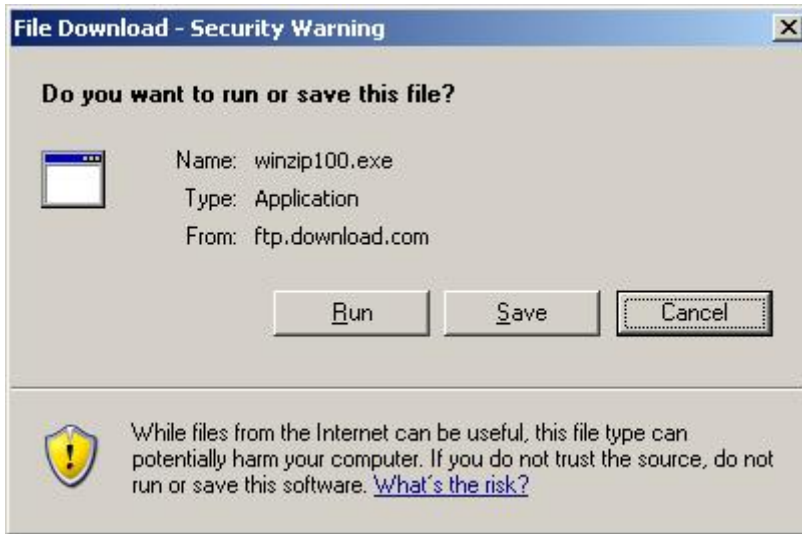 File Download - Security Warning
Do you want to run or save this file?
Name: winzip100.exe
Type: Application
From: ftp.download.com
Run Save Cancel
While files from the Internet can be useful, this file type can
potentially harm your computer. If you do not trust the source, do not
run or save this software. What's the risk?